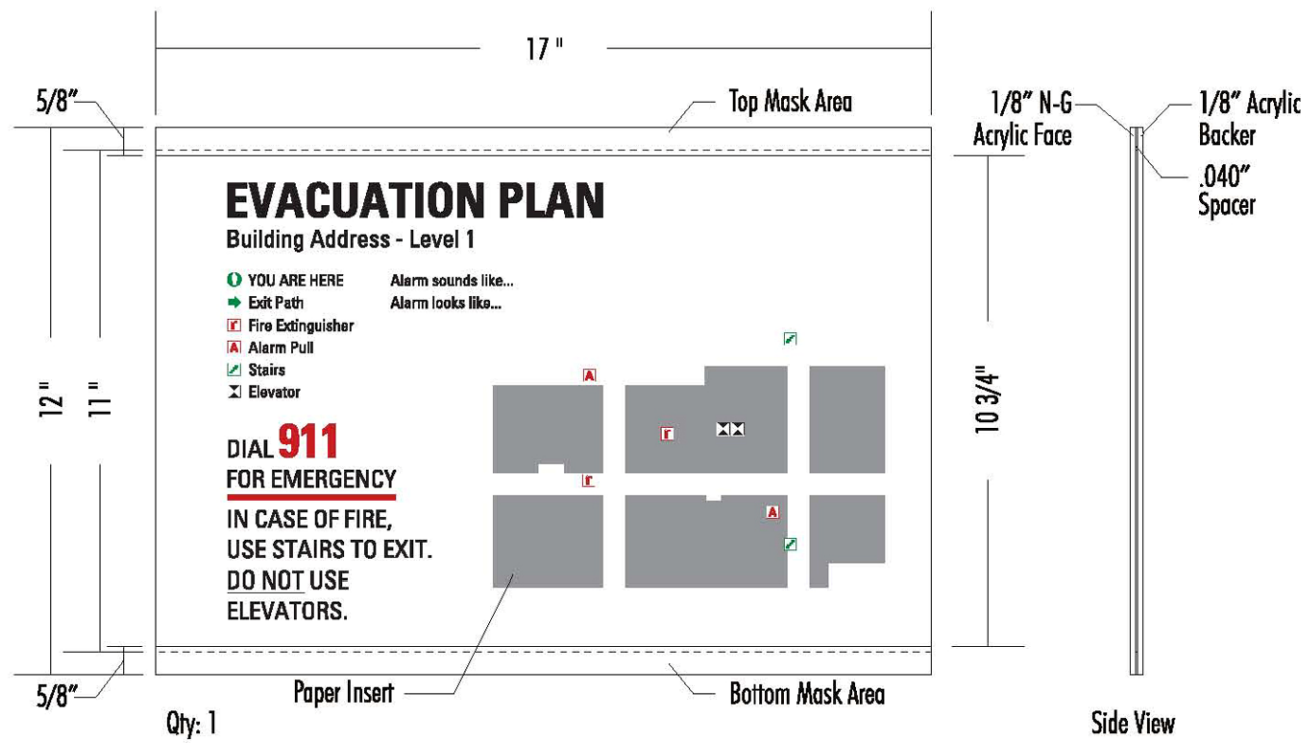 17 "
5/8"
Top Mask Area
1/8" N-G
Acrylic Face
1/8" Acrylic
Backer
.040"
Spacer
EVACUATION PLAN
Building Address - Level 1
YOU ARE HERE
Exit Path
Fire Extinguisher
Alarm Pull
Stairs
Elevator
Alarm sounds like...
Alarm looks like...
DIAL 911
FOR EMERGENCY
IN CASE OF FIRE,
USE STAIRS TO EXIT.
DO NOT USE
ELEVATORS.
A
r
r
A
A
12 "
11 "
10 3/4"
5/8"
Paper Insert
Bottom Mask Area
Qty: 1
Side View